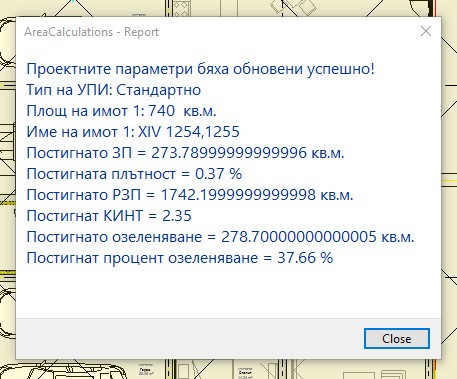 AreaCalculations - Report
Проектните параметри бяха обновени успешно!
Тип на УПИ: Стандартно
Площ на имот 1: 740 кв.м.
Име на имот 1: XIV 1254,1255
Постигнато ЗП = 273.78999999999996 кв.м.
Постигната плътност = 0.37 %
Постигнато РЗП = 1742.1999999999998 кв.м.
Постигнат КИНТ = 2.35
Постигнато озеленяване = 278.70000000000005 кв.м.
Постигнат процент озеленяване = 37.66 %
Close